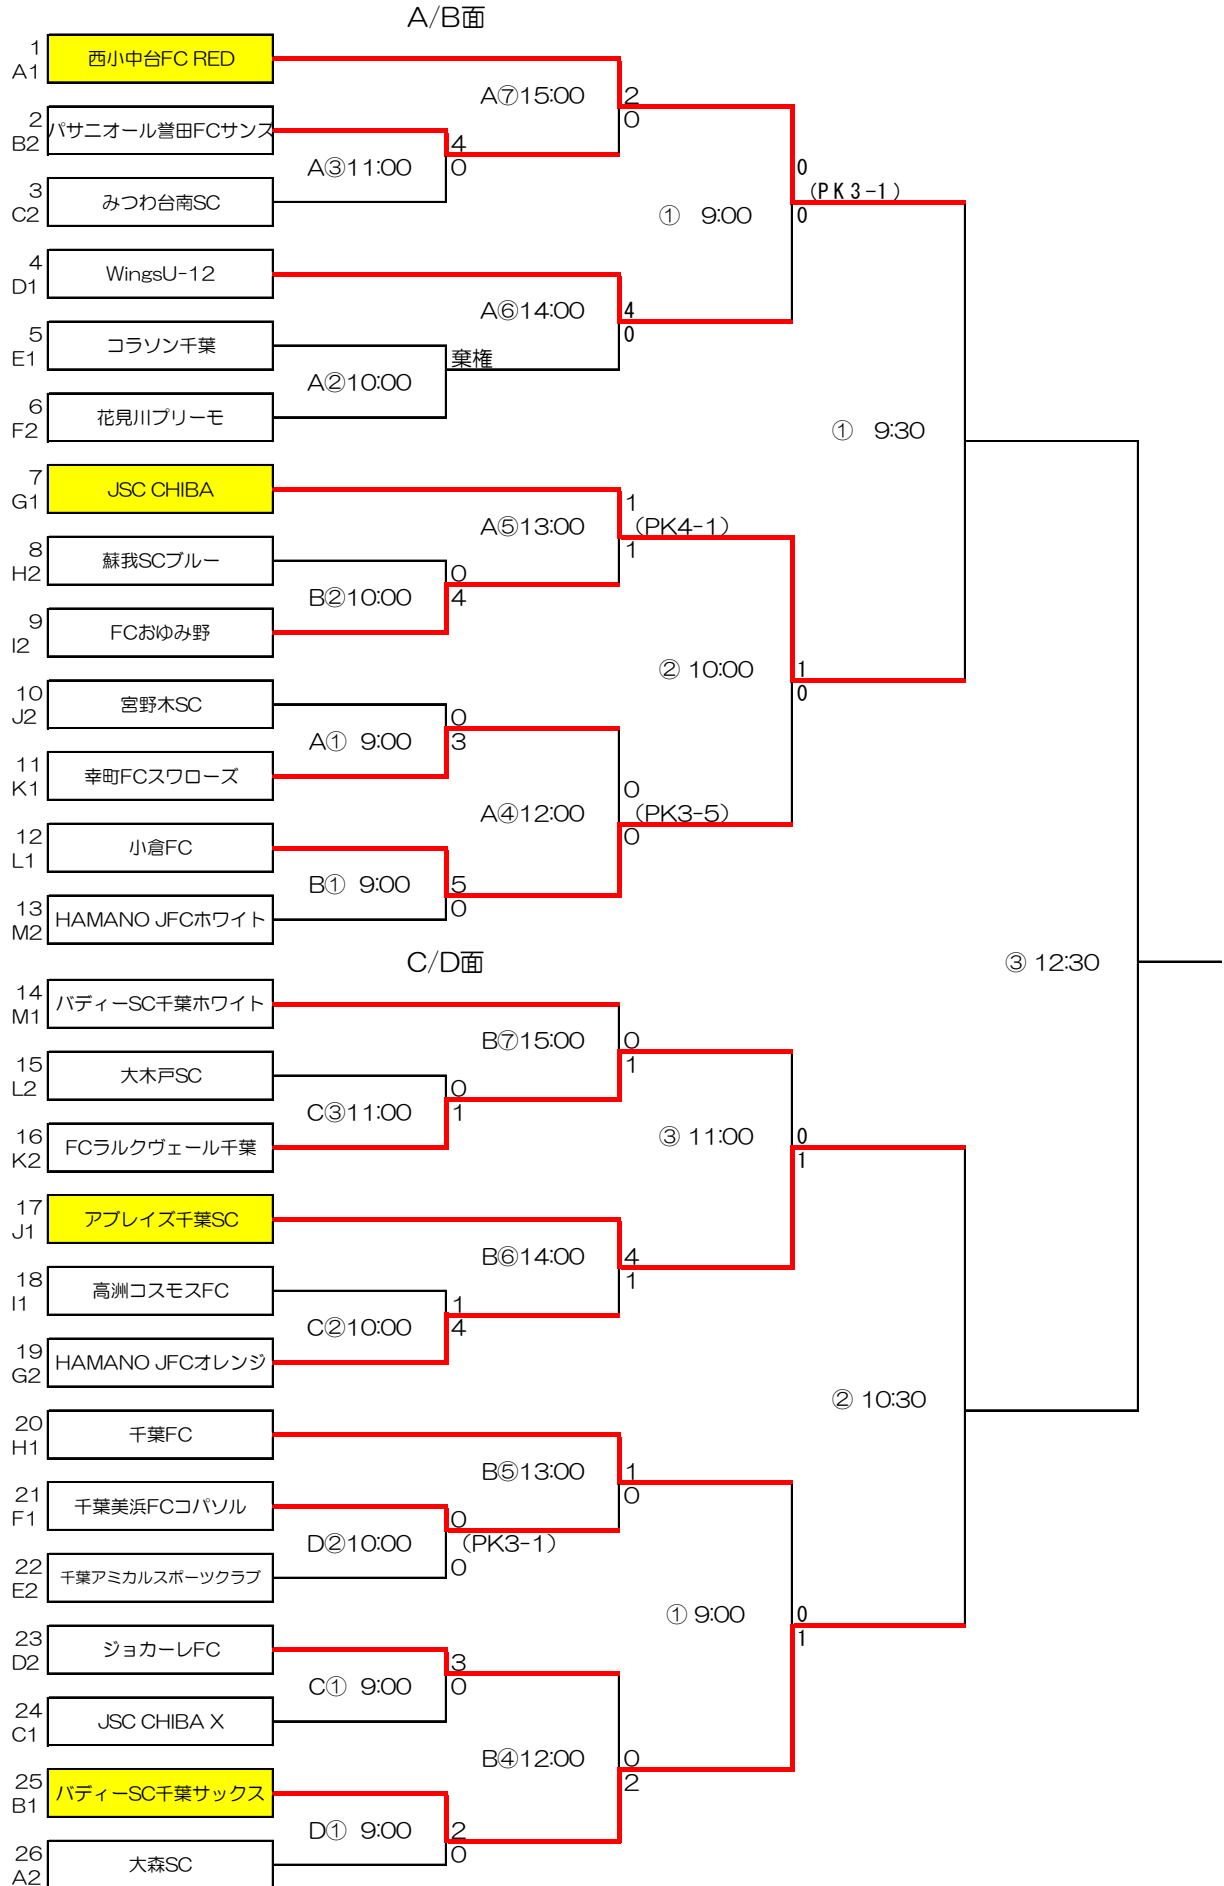 A/B面
1
A1
西小中台FC RED
A⑦15:00
2
0
2
B2
パサニオール誉田FCサンズ
A③11:00
4
0
3
C2
みつわ台南SC
① 9:00
0
(PK3-1)
0
4
D1
WingsU-12
A⑥14:00
4
0
5
E1
コラソン千葉
A②10:00
棄権
6
F2
花見川プリーモ
① 9:30
7
G1
JSC CHIBA
A⑤13:00
1
(PK4-1)
1
8
H2
蘇我SCブルー
B②10:00
0
4
9
I2
FCおゆみ野
② 10:00
1
0
10
J2
宮野木SC
A① 9:00
0
3
11
K1
幸町FCスワローズ
A④12:00
0
(PK3-5)
0
12
L1
小倉FC
B① 9:00
5
0
13
M2
HAMANO JFCホワイト
C/D面
③ 12:30
14
M1
バディーSC千葉ホワイト
B⑦15:00
0
1
15
L2
大木戸SC
C③11:00
0
1
16
K2
FCラルクヴェール千葉
③ 11:00
0
1
17
J1
アブレイズ千葉SC
B⑥14:00
4
1
18
I1
高洲コスモスFC
C②10:00
1
4
19
G2
HAMANO JFCオレンジ
② 10:30
20
H1
千葉FC
B⑤13:00
1
0
21
F1
千葉美浜FCコパソル
D②10:00
0
(PK3-1)
0
22
E2
千葉アミカルスポーツクラブ
① 9:00
0
1
23
D2
ジョカーレFC
C① 9:00
3
0
24
C1
JSC CHIBA X
B④12:00
0
2
25
B1
バディーSC千葉サックス
D① 9:00
2
0
26
A2
大森SC